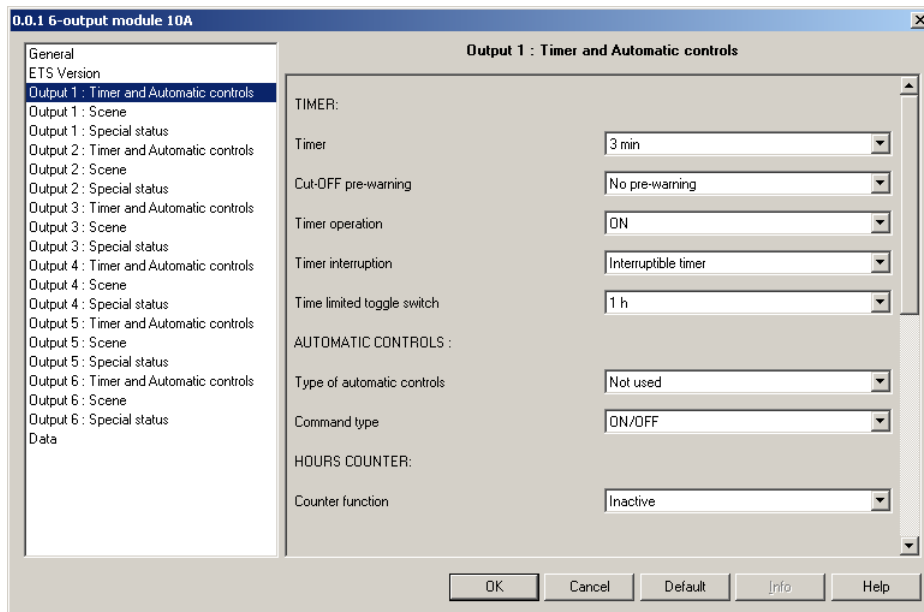 0.0.1 6-output module 10A
General
ETS Version
Output 1 : Timer and Automatic controls
Output 1 : Scene
Output 1 : Special status
Output 2 : Timer and Automatic controls
Output 2 : Scene
Output 2 : Special status
Output 3 : Timer and Automatic controls
Output 3 : Scene
Output 3 : Special status
Output 4 : Timer and Automatic controls
Output 4 : Scene
Output 4 : Special status
Output 5 : Timer and Automatic controls
Output 5 : Scene
Output 5 : Special status
Output 6 : Timer and Automatic controls
Output 6 : Scene
Output 6 : Special status
Data
Output 1 : Timer and Automatic controls
TIMER:
Timer 3 min
Cut-OFF pre-warning No pre-warning
Timer operation ON
Timer interruption Interruptible timer
Time limited toggle switch 1 h
AUTOMATIC CONTROLS :
Type of automatic controls Not used
Command type ON/OFF
HOURS COUNTER:
Counter function Inactive
OK Cancel Default Info Help